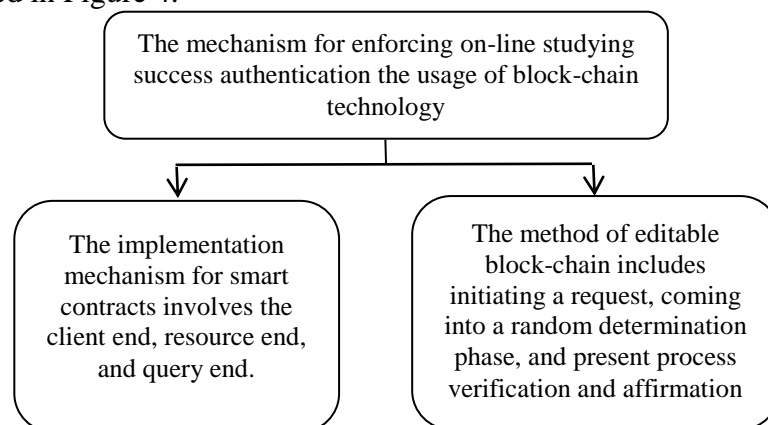 ed in Figure 4.
The mechanism for enforcing on-line studying
success authentication the usage of block-chain
technology
The implementation
mechanism for smart
contracts involves the
client end, resource end,
and query end.
The method of editable
block-chain includes
initiating a request, coming
into a random determination
phase, and present process
verification and affirmation